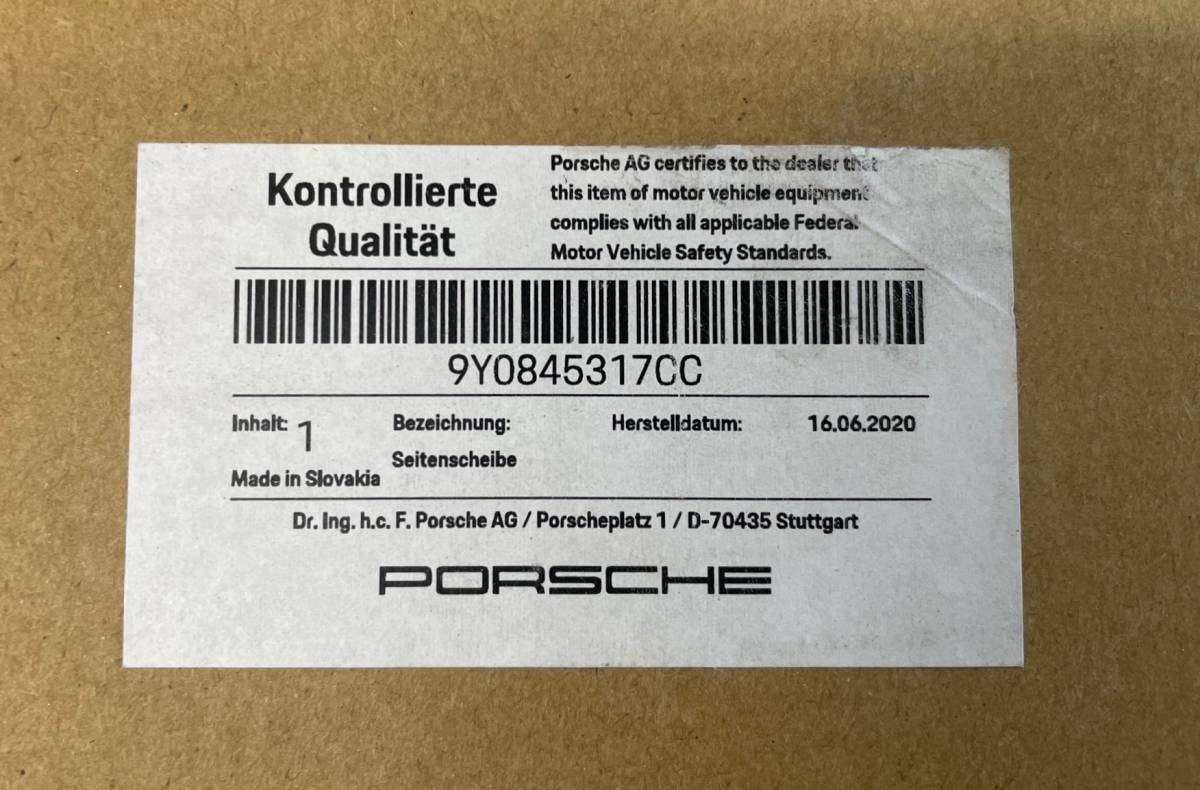 Kontrollierte
Qualität
Porsche AG certifies to the dealer that
this item of motor vehicle equipment
complies with all applicable Federal
Motor Vehicle Safety Standards.
9Y0845317CC
Inhalt: 1
Made in Slovakia
Bezeichnung:
Seitenscheibe
Herstelldatum: 16.06.2020
Dr. Ing. h.c. F. Porsche AG / Porscheplatz 1 / D-70435 Stuttgart
PORSCHE